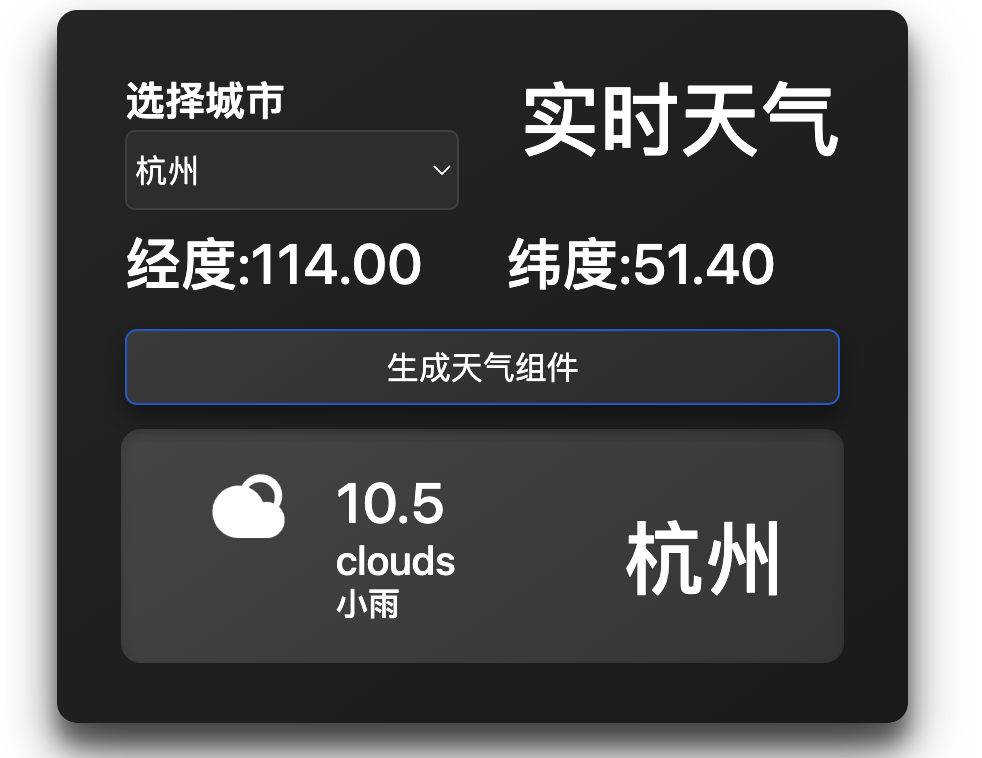 选择城市
实时天气
杭州
经度:114.00
纬度:51.40
生成天气组件
10.5
clouds
小雨
杭州